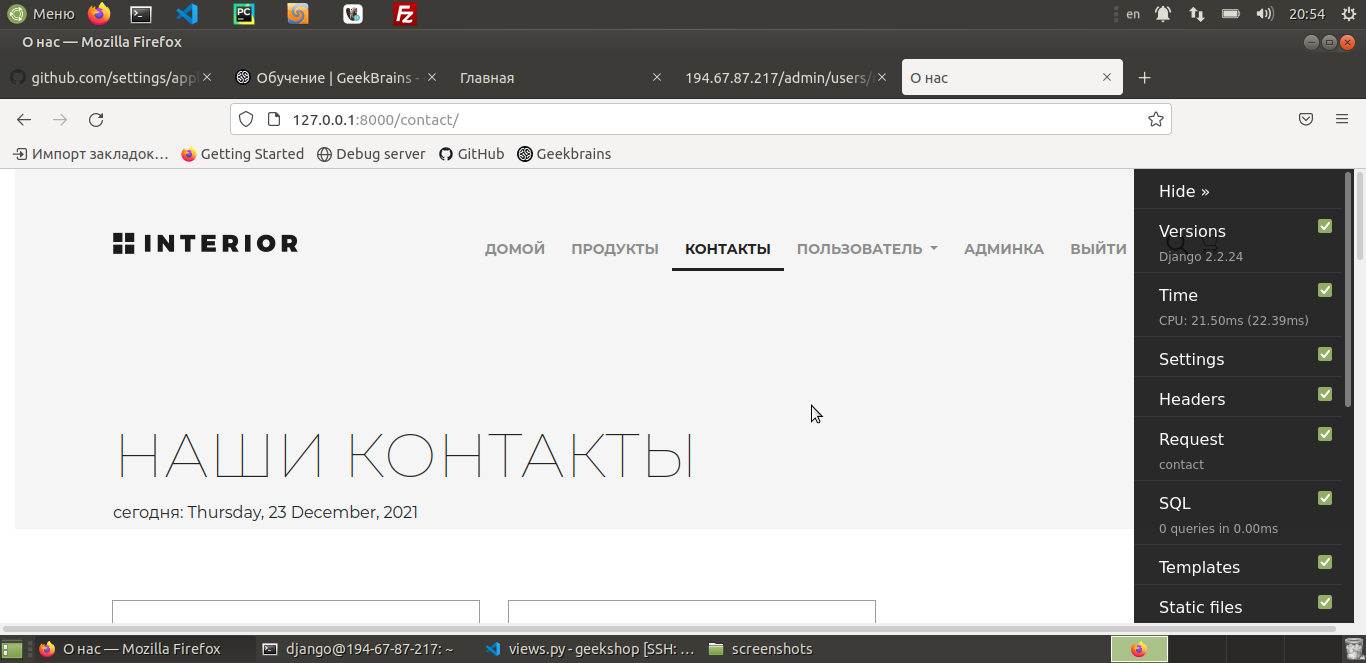 Меню
en
20:54
О нас — Mozilla Firefox
github.com/settings/appl
Обучение | GeekBrains -
Главная
194.67.87.217/admin/users/
О нас
127.0.0.1:8000/contact/
Импорт закладок…
Getting Started
Debug server
GitHub
Geekbrains
INTERIOR
ДОМОЙ
ПРОДУКТЫ
КОНТАКТЫ
ПОЛЬЗОВАТЕЛЬ
АДМИНКА
ВЫЙТИ
НАШИ КОНТАКТЫ
сегодня: Thursday, 23 December, 2021
Hide »
Versions
Django 2.2.24
Time
CPU: 21.50ms (22.39ms)
Settings
Headers
Request
contact
SQL
0 queries in 0.00ms
Templates
Static files
О нас — Mozilla Firefox
django@194-67-87-217: ~
views.py - geekshop [SSH: ...
screenshots